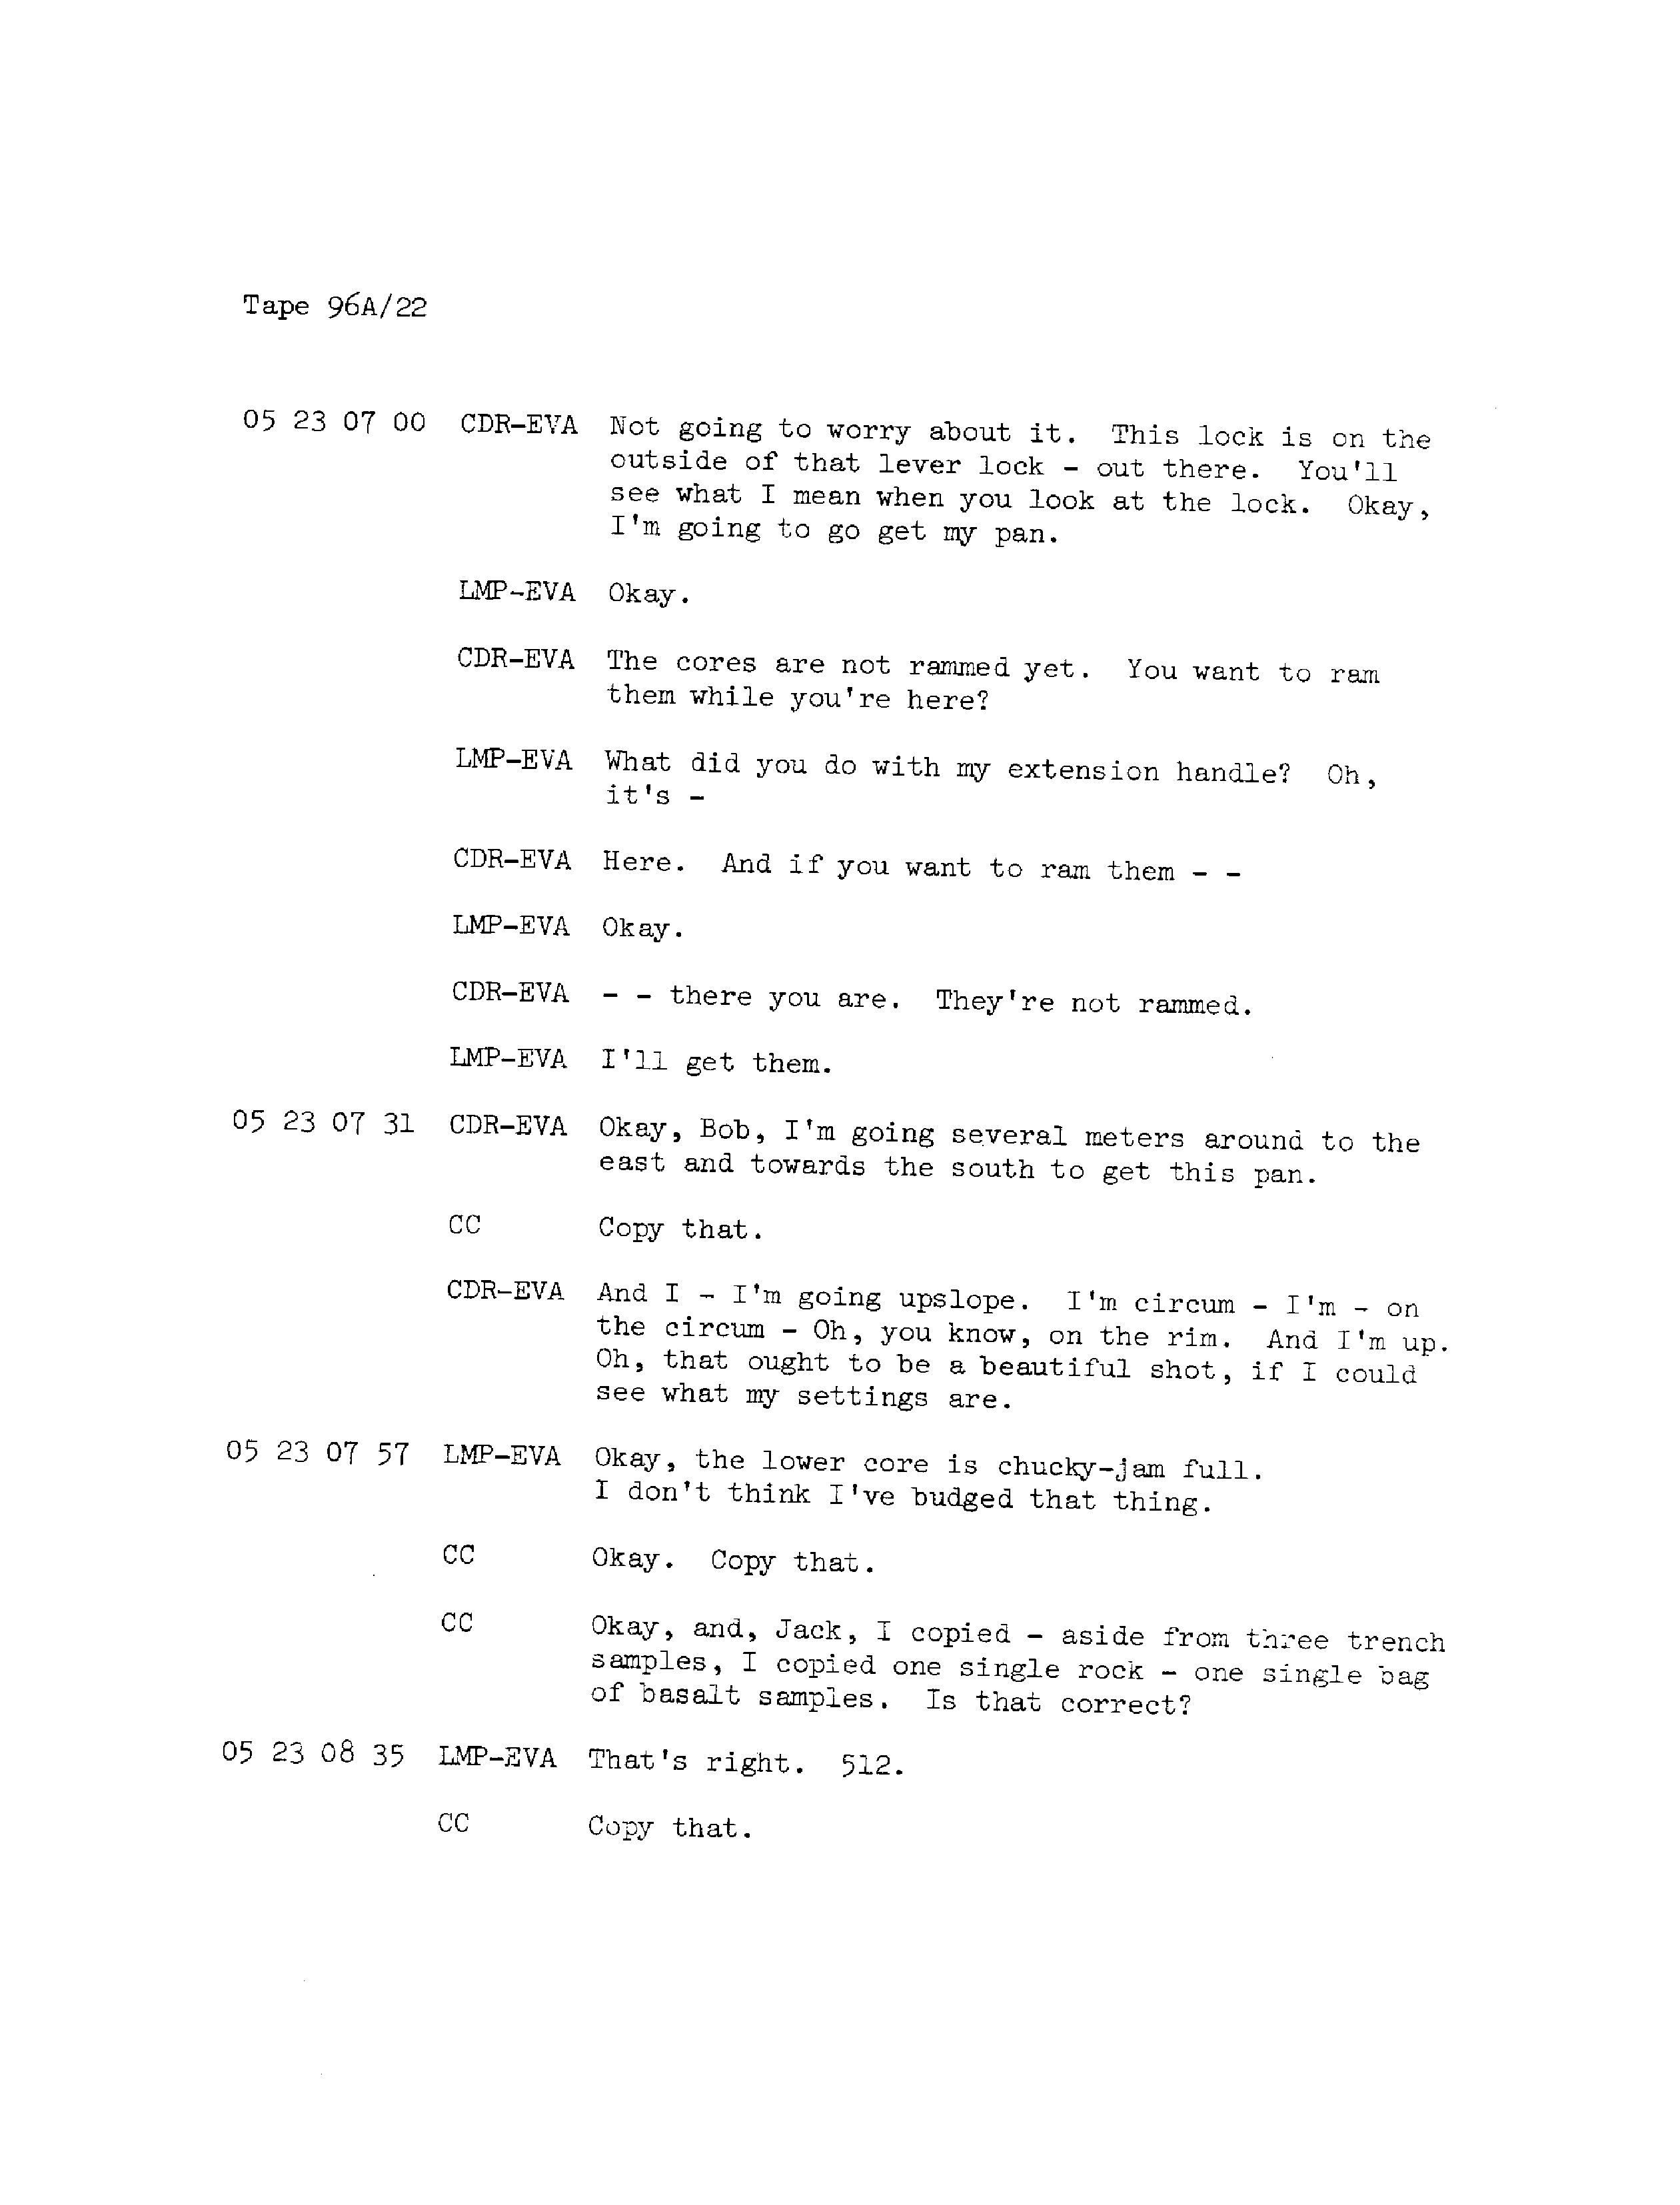 Tape 96A/22
05 23 07 00 CDR-EVA Not going to worry about it. This lock is on the
outside of that lever lock - out there. You'll
see what I mean when you look at the lock. Okay,
I'm going to go get my pan.
LMP-EVA Okay.
CDR-EVA The cores are not rammed yet. You want to ram
them while you're here?
LMP-EVA What did you do with my extension handle? Oh,
it's -
CDR-EVA Here. And if you want to ram them - -
LMP-EVA Okay.
CDR-EVA - - there you are. They're not rammed.
LMP-EVA I'll get them.
05 23 07 31 CDR-EVA Okay, Bob, I'm going several meters around to the
east and towards the south to get this pan.
CC Copy that.
CDR-EVA And I - I'm going upslope. I'm circum - I'm - on
the circum - Oh, you know, on the rim. And I'm up.
Oh, that ought to be a beautiful shot, if I could
see what my settings are.
05 23 07 57 LMP-EVA Okay, the lower core is chucky-jam full.
I don't think I've budged that thing.
CC Okay. Copy that.
CC Okay, and, Jack, I copied - aside from three trench
samples, I copied one single rock - one single bag
of basalt samples. Is that correct?
05 23 08 35 LMP-EVA That's right. 512.
CC Copy that.